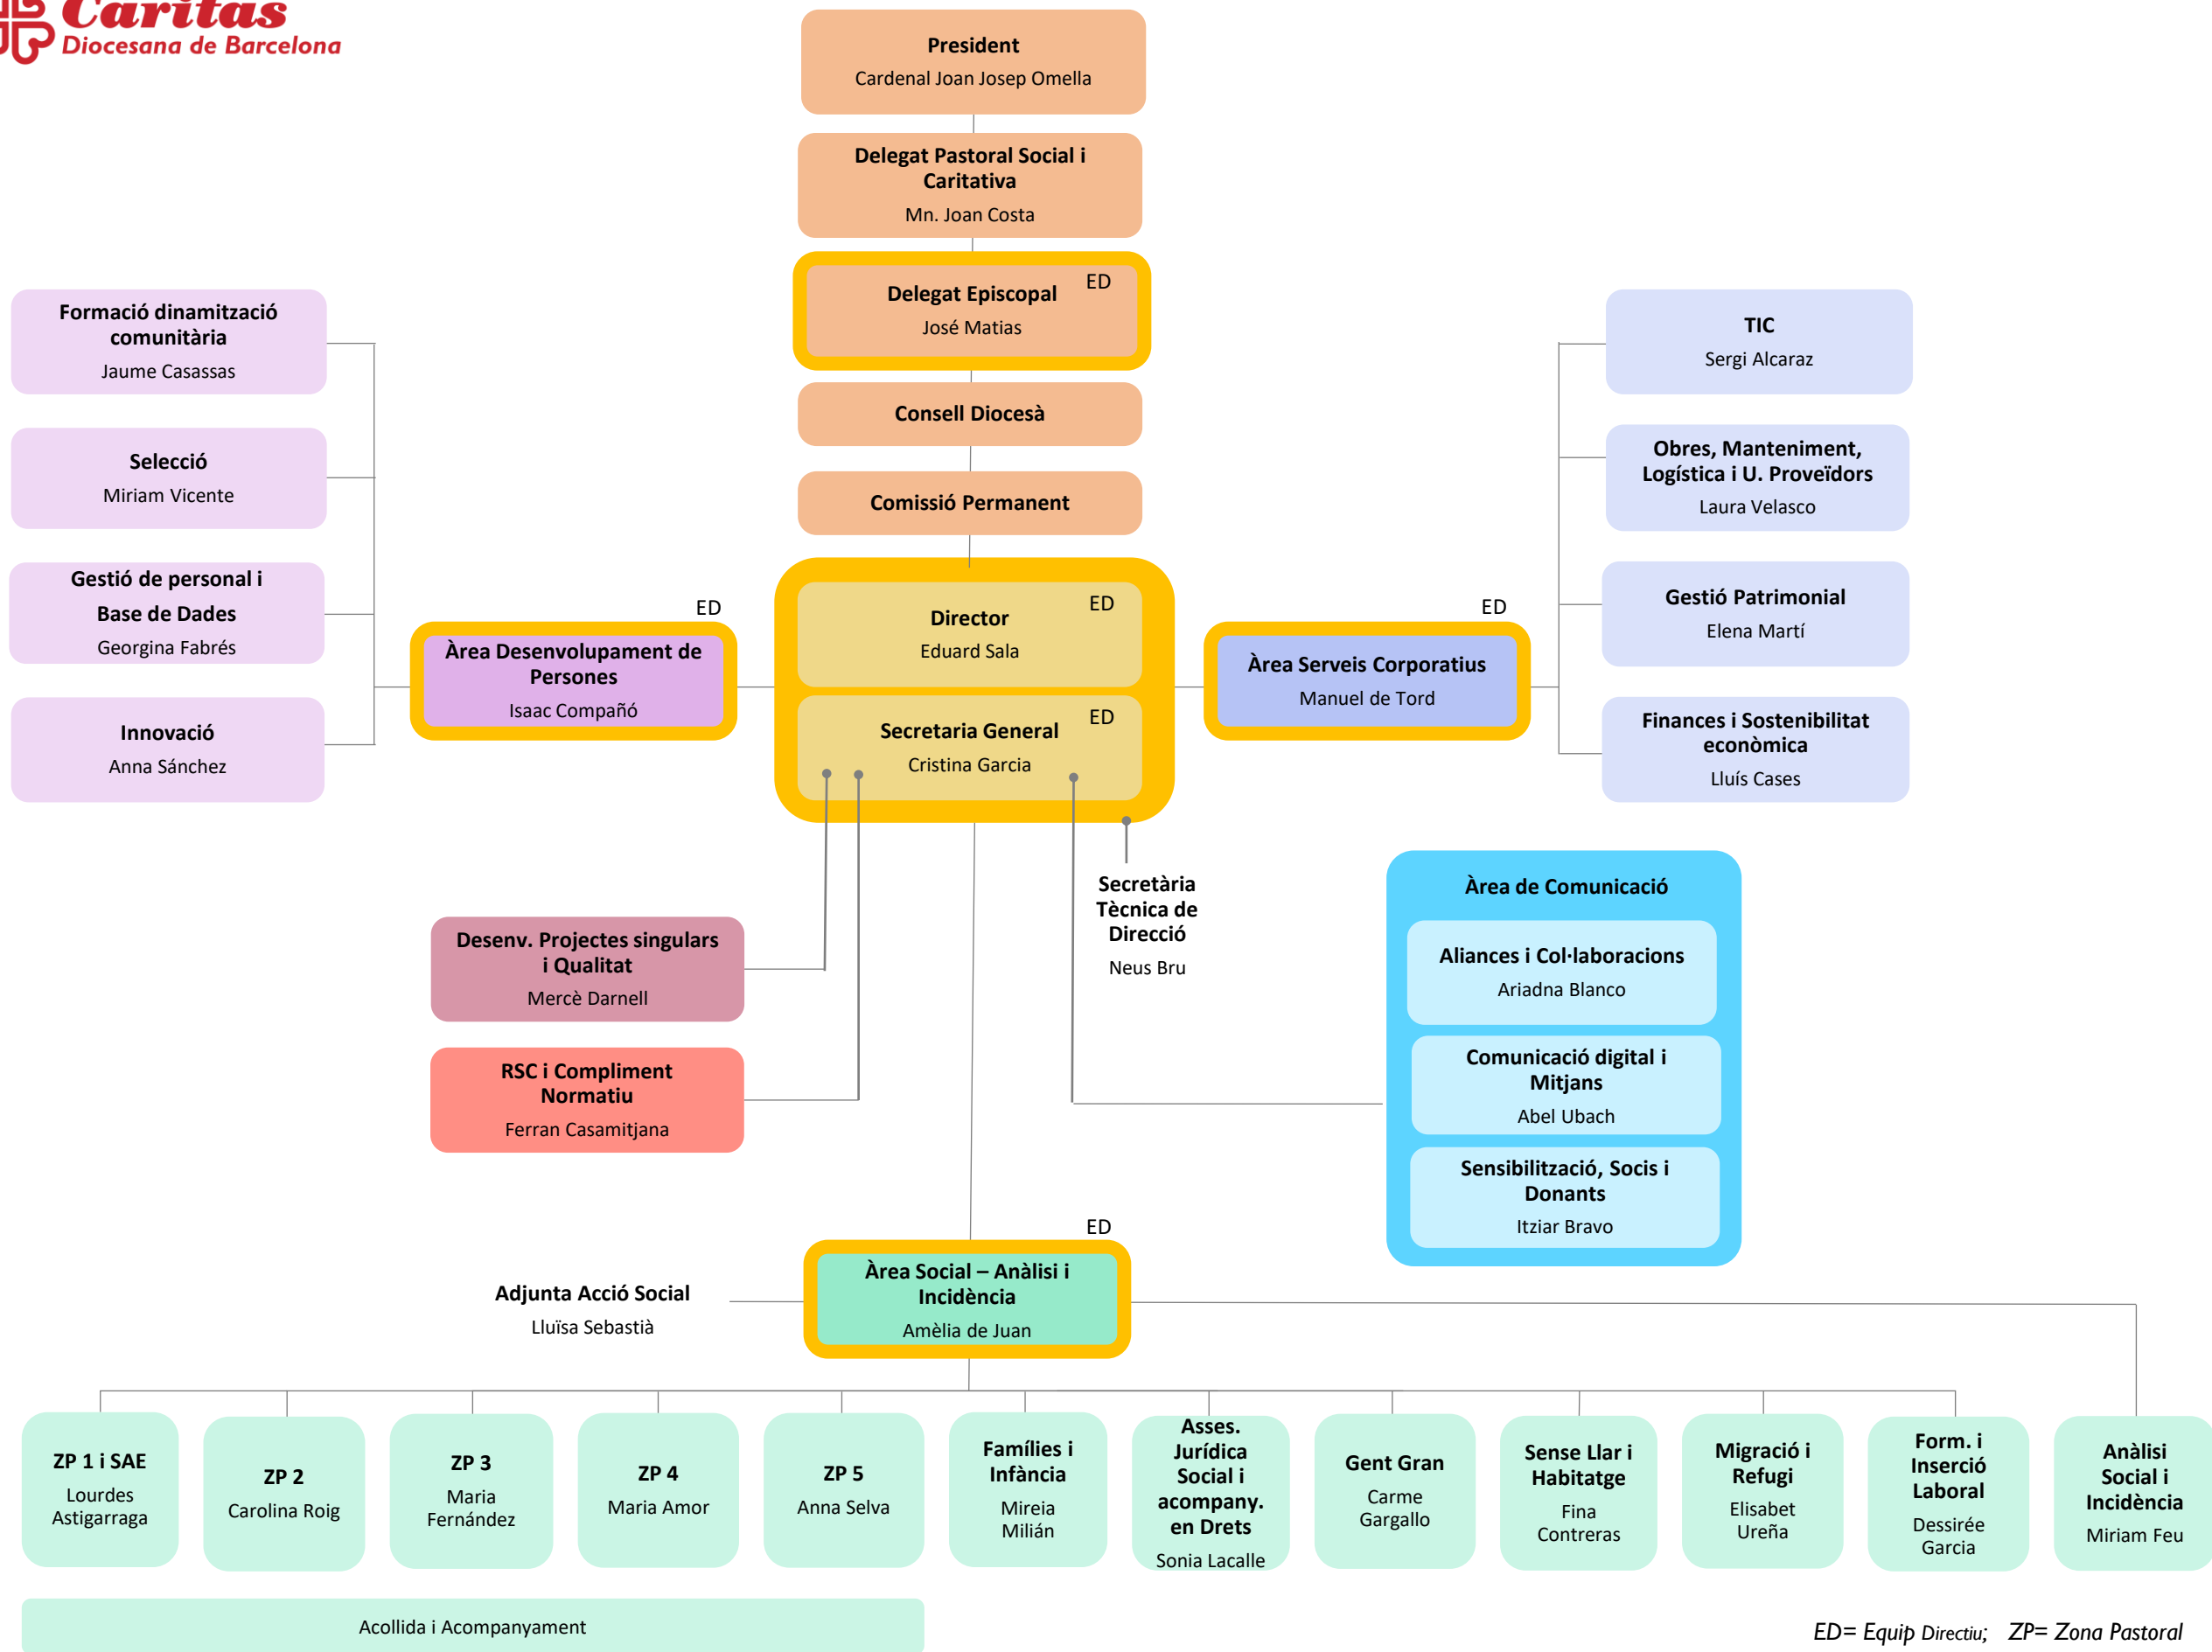 Caritas
Diocesana de Barcelona
President
Cardenal Joan Josep Omella
Delegat Pastoral Social i
Caritativa
Mn. Joan Costa
ED
Delegat Episcopal
José Matias
Consell Diocesà
Comissió Permanent
ED
Director
Eduard Sala
ED
Secretaria General
Cristina Garcia
Formació dinamització
comunitària
Jaume Casassas
Selecció
Miriam Vicente
Gestió de personal i
Base de Dades
Georgina Fabrés
Innovació
Anna Sánchez
ED
Àrea Desenvolupament de
Persones
Isaac Compañó
ED
Àrea Serveis Corporatius
Manuel de Tord
TIC
Sergi Alcaraz
Obres, Manteniment,
Logística i U. Proveïdors
Laura Velasco
Gestió Patrimonial
Elena Martí
Finances i Sostenibilitat
econòmica
Lluís Cases
Secretària
Tècnica de
Direcció
Neus Bru
Desenv. Projectes singulars
i Qualitat
Mercè Darnell
RSC i Compliment
Normatiu
Ferran Casamitjana
Àrea de Comunicació
Aliances i Col·laboracions
Ariadna Blanco
Comunicació digital i
Mitjans
Abel Ubach
Sensibilització, Socis i
Donants
Itziar Bravo
ED
Àrea Social – Anàlisi i
Incidència
Amèlia de Juan
Adjunta Acció Social
Lluïsa Sebastià
ZP 1 i SAE
Lourdes
Astigarraga
ZP 2
Carolina Roig
ZP 3
Maria
Fernández
ZP 4
Maria Amor
ZP 5
Anna Selva
Famílies i
Infància
Mireia
Milián
Asses.
Jurídica
Social i
acompany.
en Drets
Sonia Lacalle
Gent Gran
Carme
Gargallo
Sense Llar i
Habitatge
Fina
Contreras
Migració i
Refugi
Elisabet
Ureña
Form. i
Inserció
Laboral
Dessirée
Garcia
Anàlisi
Social i
Incidència
Miriam Feu
Acollida i Acompanyament
ED= Equip Directiu; ZP= Zona Pastoral